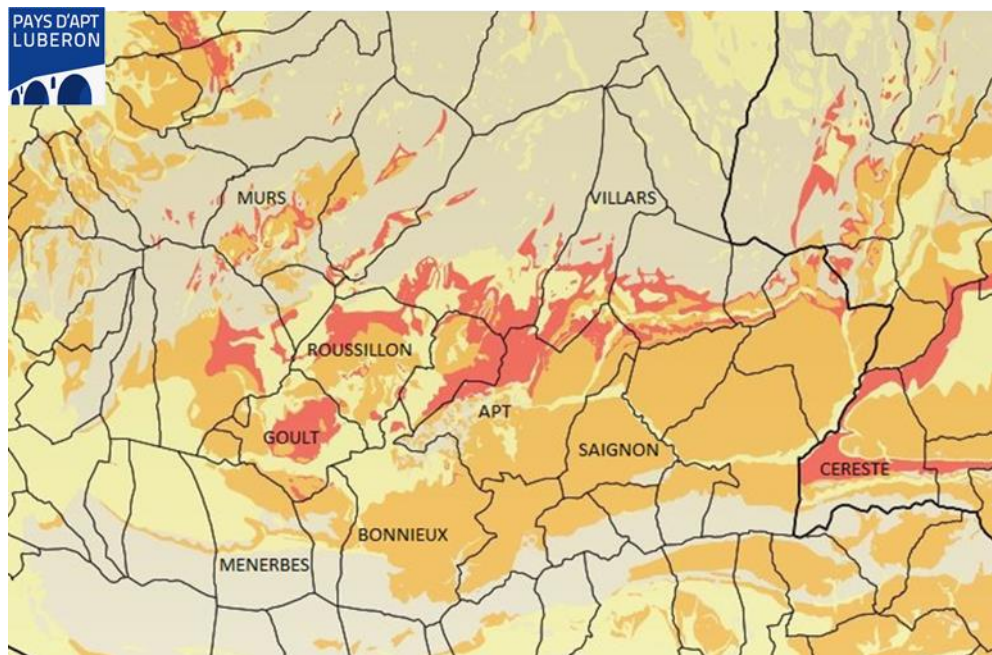 PAYS D'APT
LUBERON
MURS
VILLARS
ROUSSILLON
APT
GOULT
SAIGNON
CERESTE
BONNIEUX
MENERBES